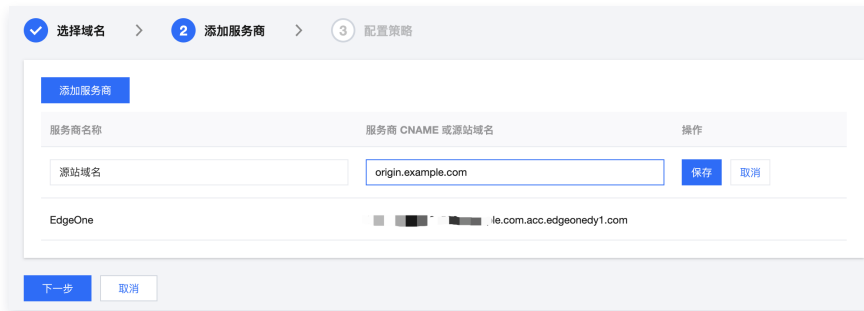 选择域名 2 添加服务商 3 配置策略
添加服务商
服务商名称 服务商 CNAME 或源站域名 操作
源站域名 origin.example.com 保存 取消
EdgeOne le.com.acc.edgeonedy1.com
下一步 取消